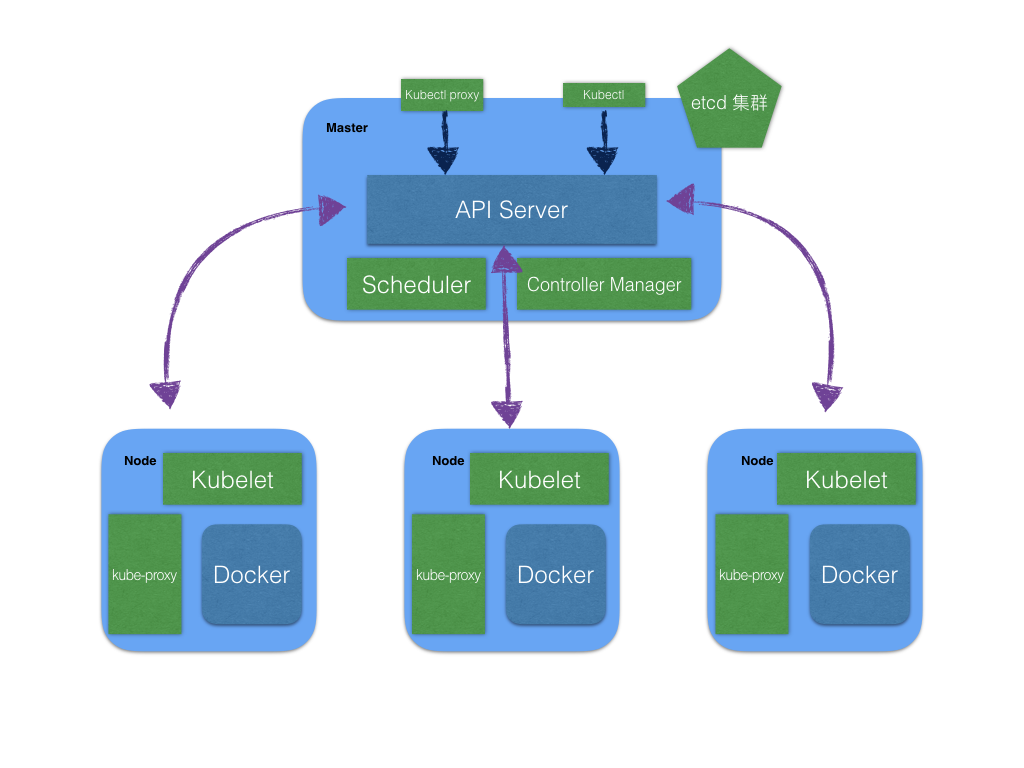 Kubectl proxy
Kubectl
etcd 集群
Master
API Server
Scheduler
Controller Manager
Node
Kubelet
kube-proxy
Docker
Node
Kubelet
kube-proxy
Docker
Node
Kubelet
kube-proxy
Docker